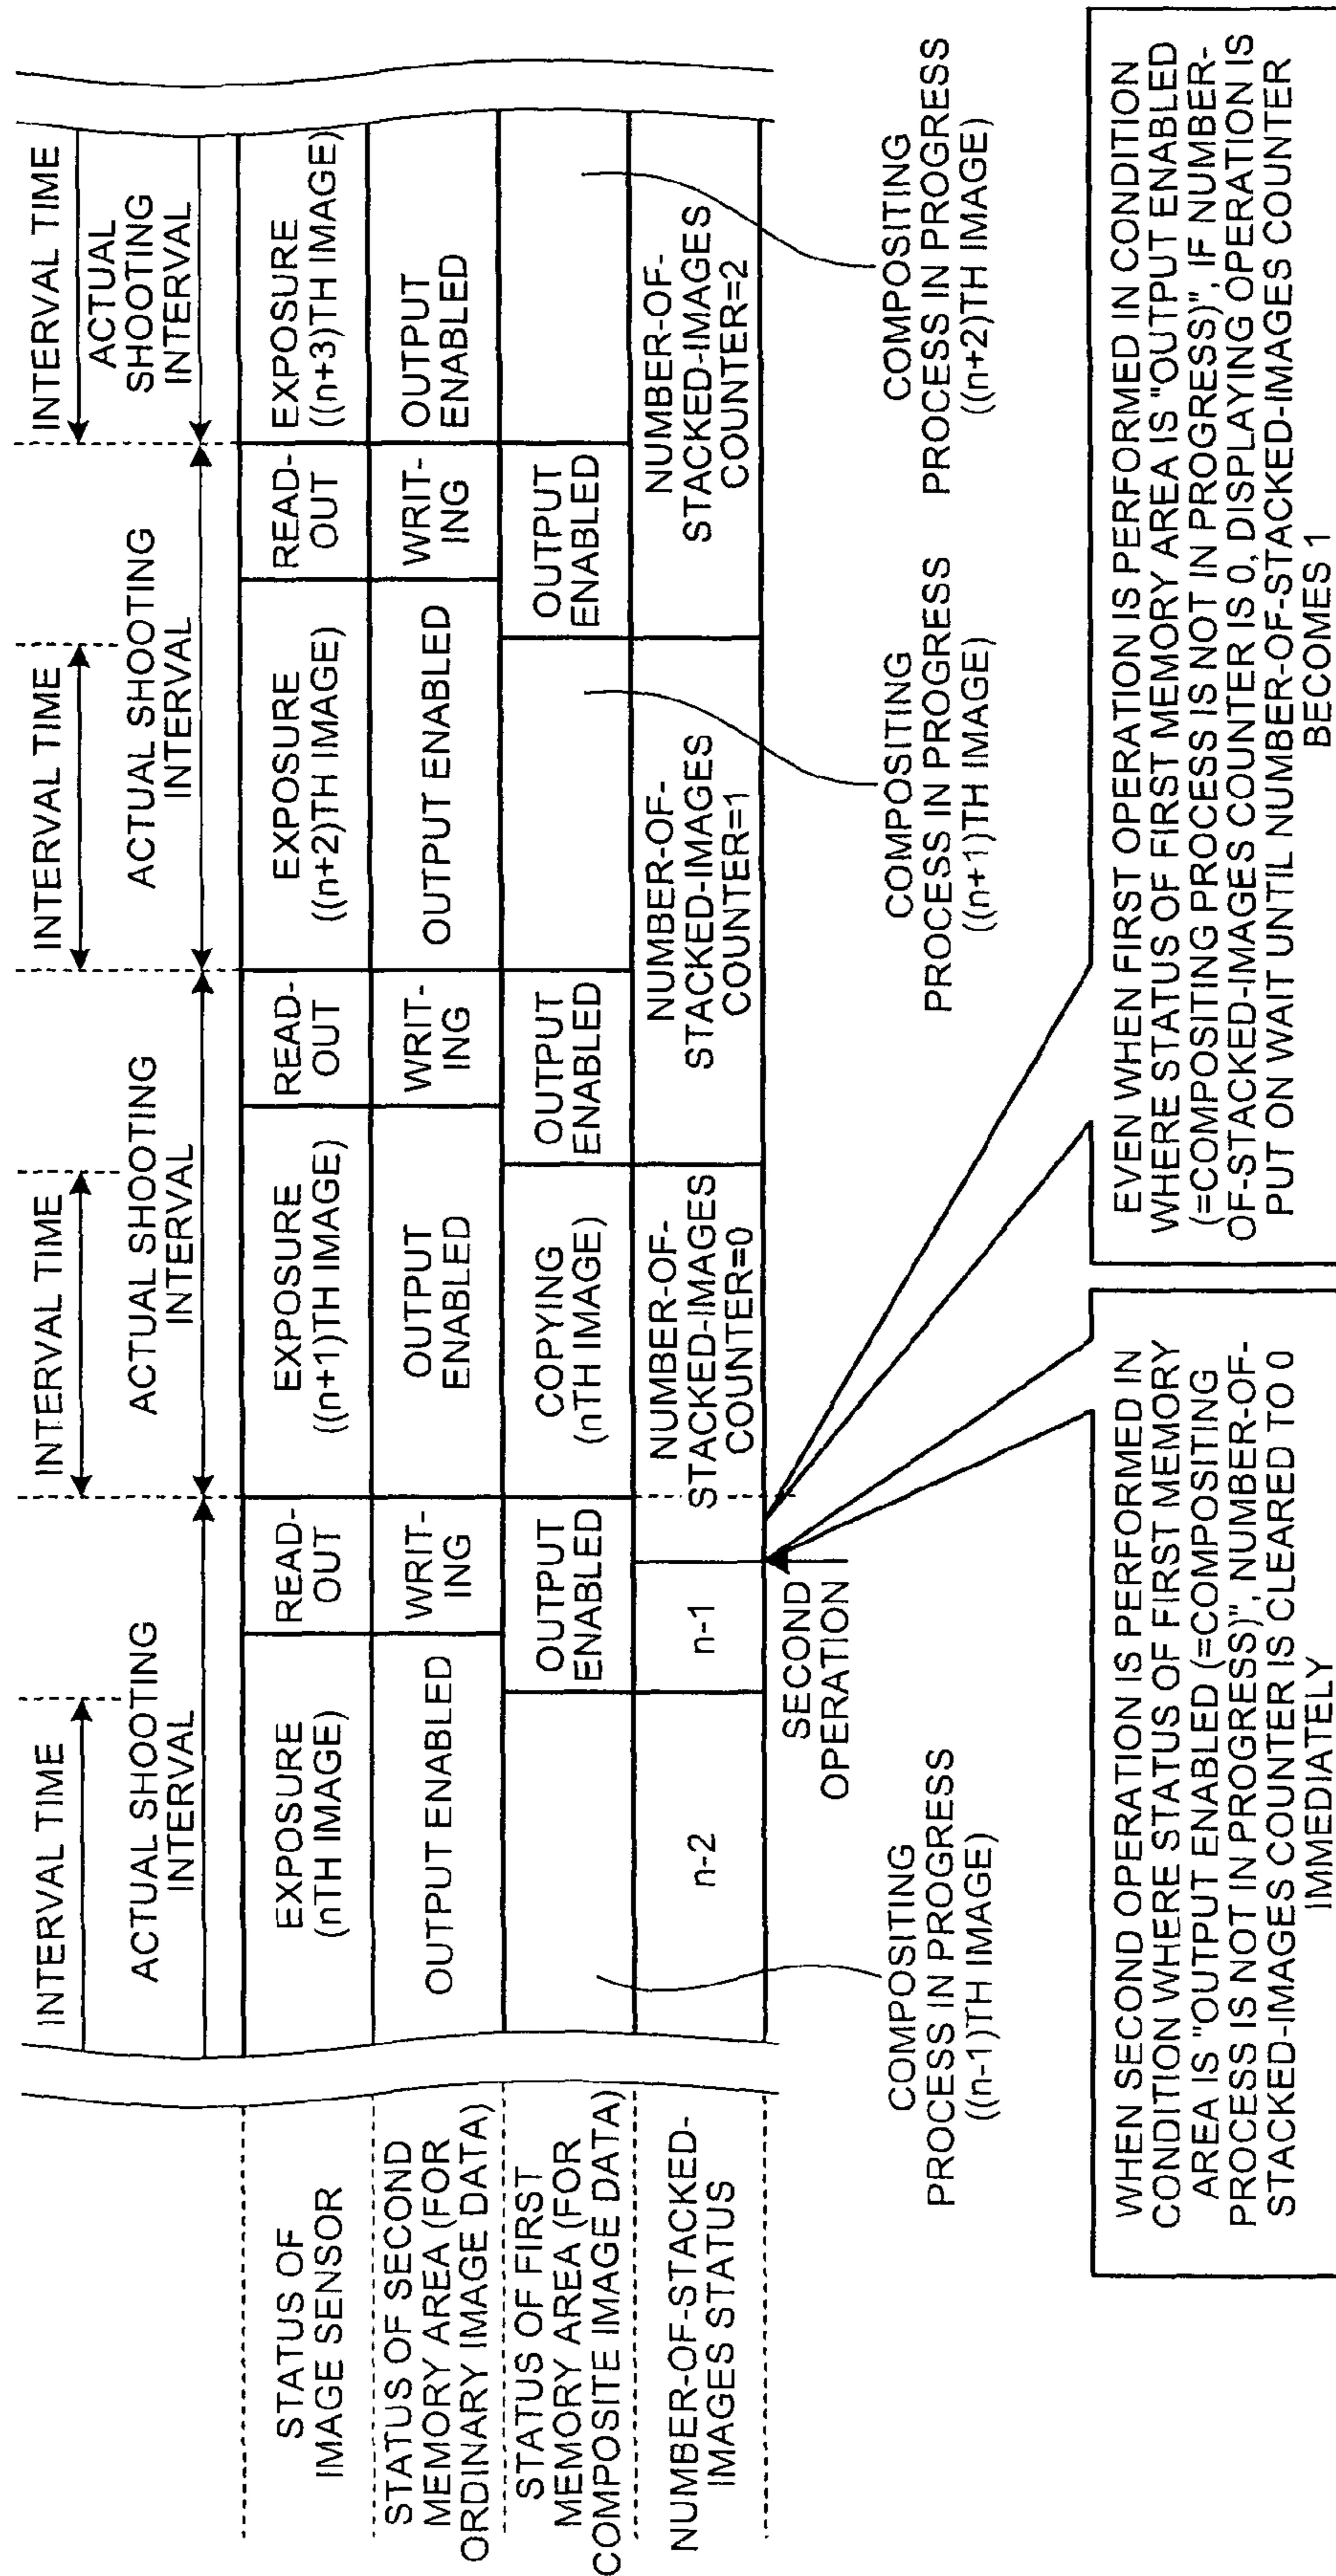 INTERVAL TIME
INTERVAL TIME
INTERVAL TIME
INTERVAL TIME
ACTUAL SHOOTING
INTERVAL
ACTUAL SHOOTING
INTERVAL
ACTUAL SHOOTING
INTERVAL
ACTUAL
SHOOTING
INTERVAL
STATUS OF
IMAGE SENSOR
EXPOSURE
(nTH IMAGE)
READ-
OUT
EXPOSURE
((n+1)TH IMAGE)
READ-
OUT
EXPOSURE
((n+2)TH IMAGE)
READ-
OUT
EXPOSURE
((n+3)TH IMAGE)
STATUS OF SECOND
MEMORY AREA (FOR
ORDINARY IMAGE DATA)
OUTPUT ENABLED
WRIT-
ING
OUTPUT
ENABLED
WRIT-
ING
OUTPUT ENABLED
WRIT-
ING
OUTPUT
ENABLED
STATUS OF FIRST
MEMORY AREA (FOR
COMPOSITE IMAGE DATA)
OUTPUT
ENABLED
COPYING
(nTH IMAGE)
OUTPUT
ENABLED
OUTPUT
ENABLED
NUMBER-OF-STACKED-
IMAGES STATUS
n-2
n-1
NUMBER-OF-
STACKED-IMAGES
COUNTER=0
NUMBER-OF-
STACKED-IMAGES
COUNTER=1
NUMBER-OF-
STACKED-IMAGES
COUNTER=2
SECOND
OPERATION
COMPOSITING
PROCESS IN PROGRESS
((n-1)TH IMAGE)
COMPOSITING
PROCESS IN PROGRESS
((n+1)TH IMAGE)
COMPOSITING
PROCESS IN PROGRESS
((n+2)TH IMAGE)
WHEN SECOND OPERATION IS PERFORMED IN
CONDITION WHERE STATUS OF FIRST MEMORY
AREA IS "OUTPUT ENABLED (=COMPOSITING
PROCESS IS NOT IN PROGRESS)", NUMBER-OF-
STACKED-IMAGES COUNTER IS CLEARED TO 0
IMMEDIATELY
EVEN WHEN FIRST OPERATION IS PERFORMED IN CONDITION
WHERE STATUS OF FIRST MEMORY AREA IS "OUTPUT ENABLED
(=COMPOSITING PROCESS IS NOT IN PROGRESS)", IF NUMBER-
OF-STACKED-IMAGES COUNTER IS 0, DISPLAYING OPERATION IS
PUT ON WAIT UNTIL NUMBER-OF-STACKED-IMAGES COUNTER
BECOMES 1